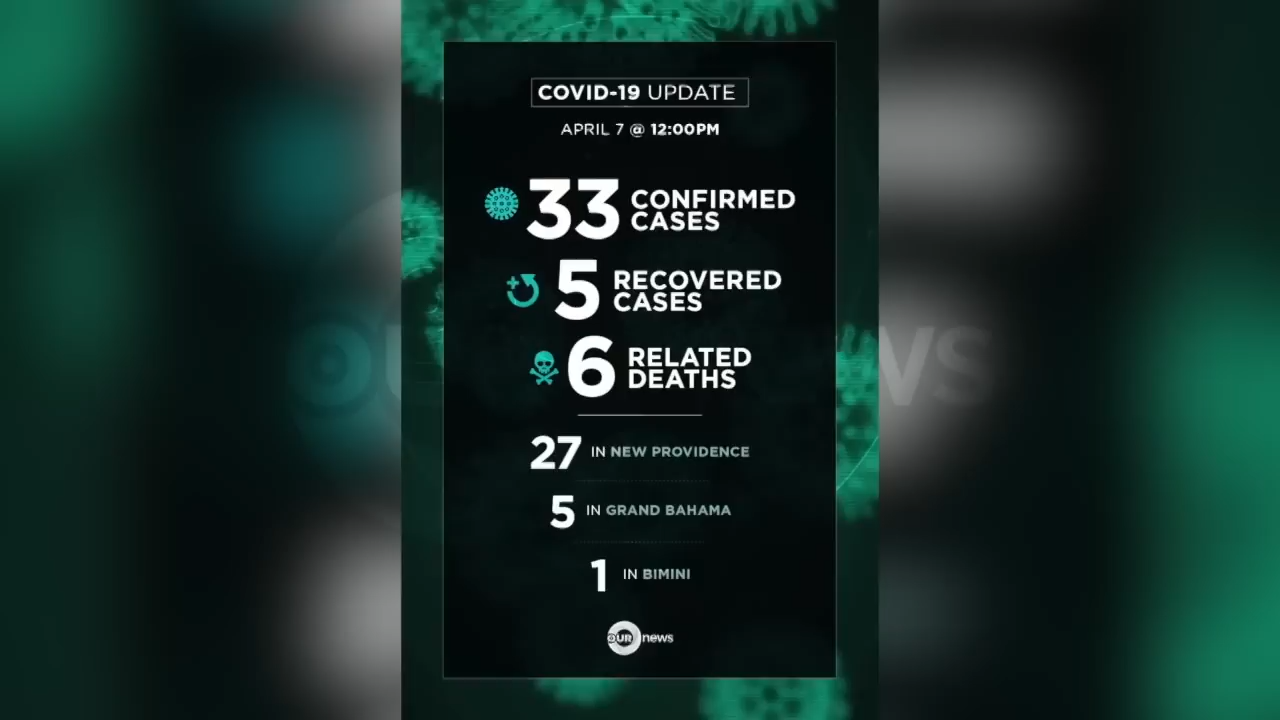 COVID-19 UPDATE
APRIL 7 @ 12:00PM
33 CONFIRMED
CASES
5 RECOVERED
CASES
6 RELATED
DEATHS
27 IN NEW PROVIDENCE
5 IN GRAND BAHAMA
1 IN BIMINI
OUR news